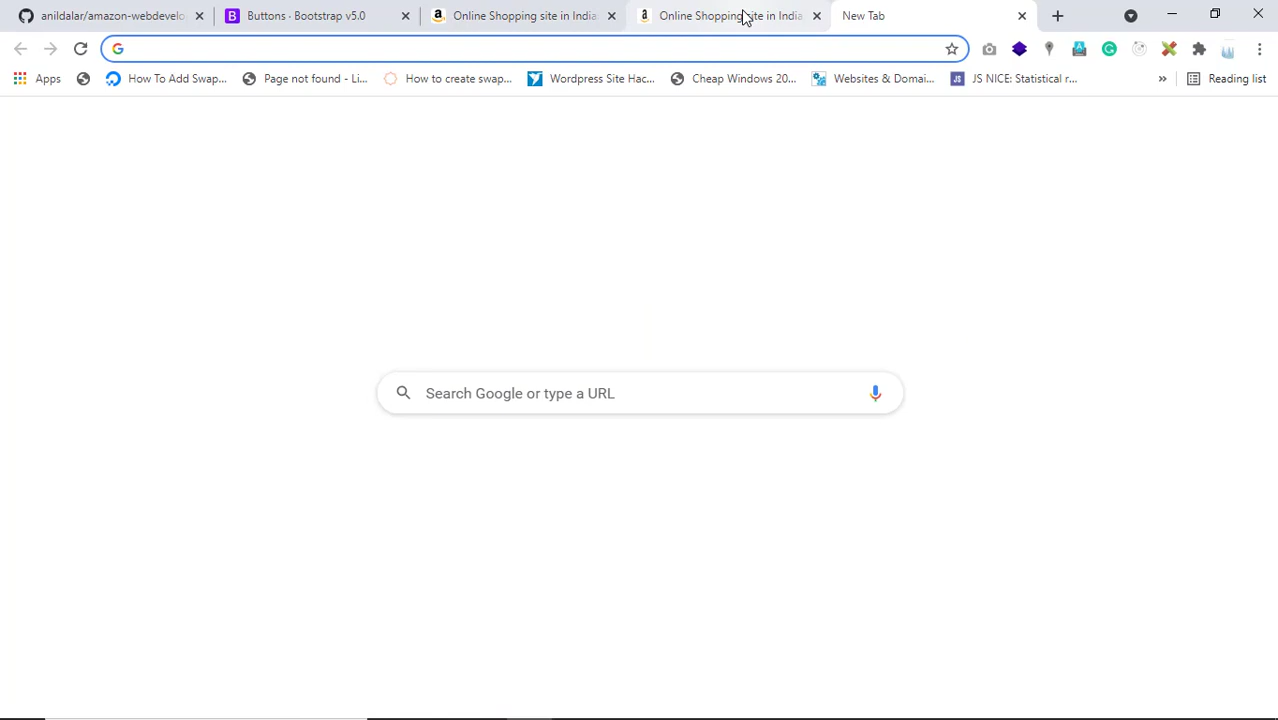 anildalar/amazon-webdevelo
Buttons · Bootstrap v5.0
Online Shopping site in India:
Online Shopping site in India
New Tab
Apps
How To Add Swap...
Page not found - Li...
How to create swap...
Wordpress Site Hac...
Cheap Windows 20...
Websites & Domai...
JS NICE: Statistical r...
»
Reading list
Search Google or type a URL